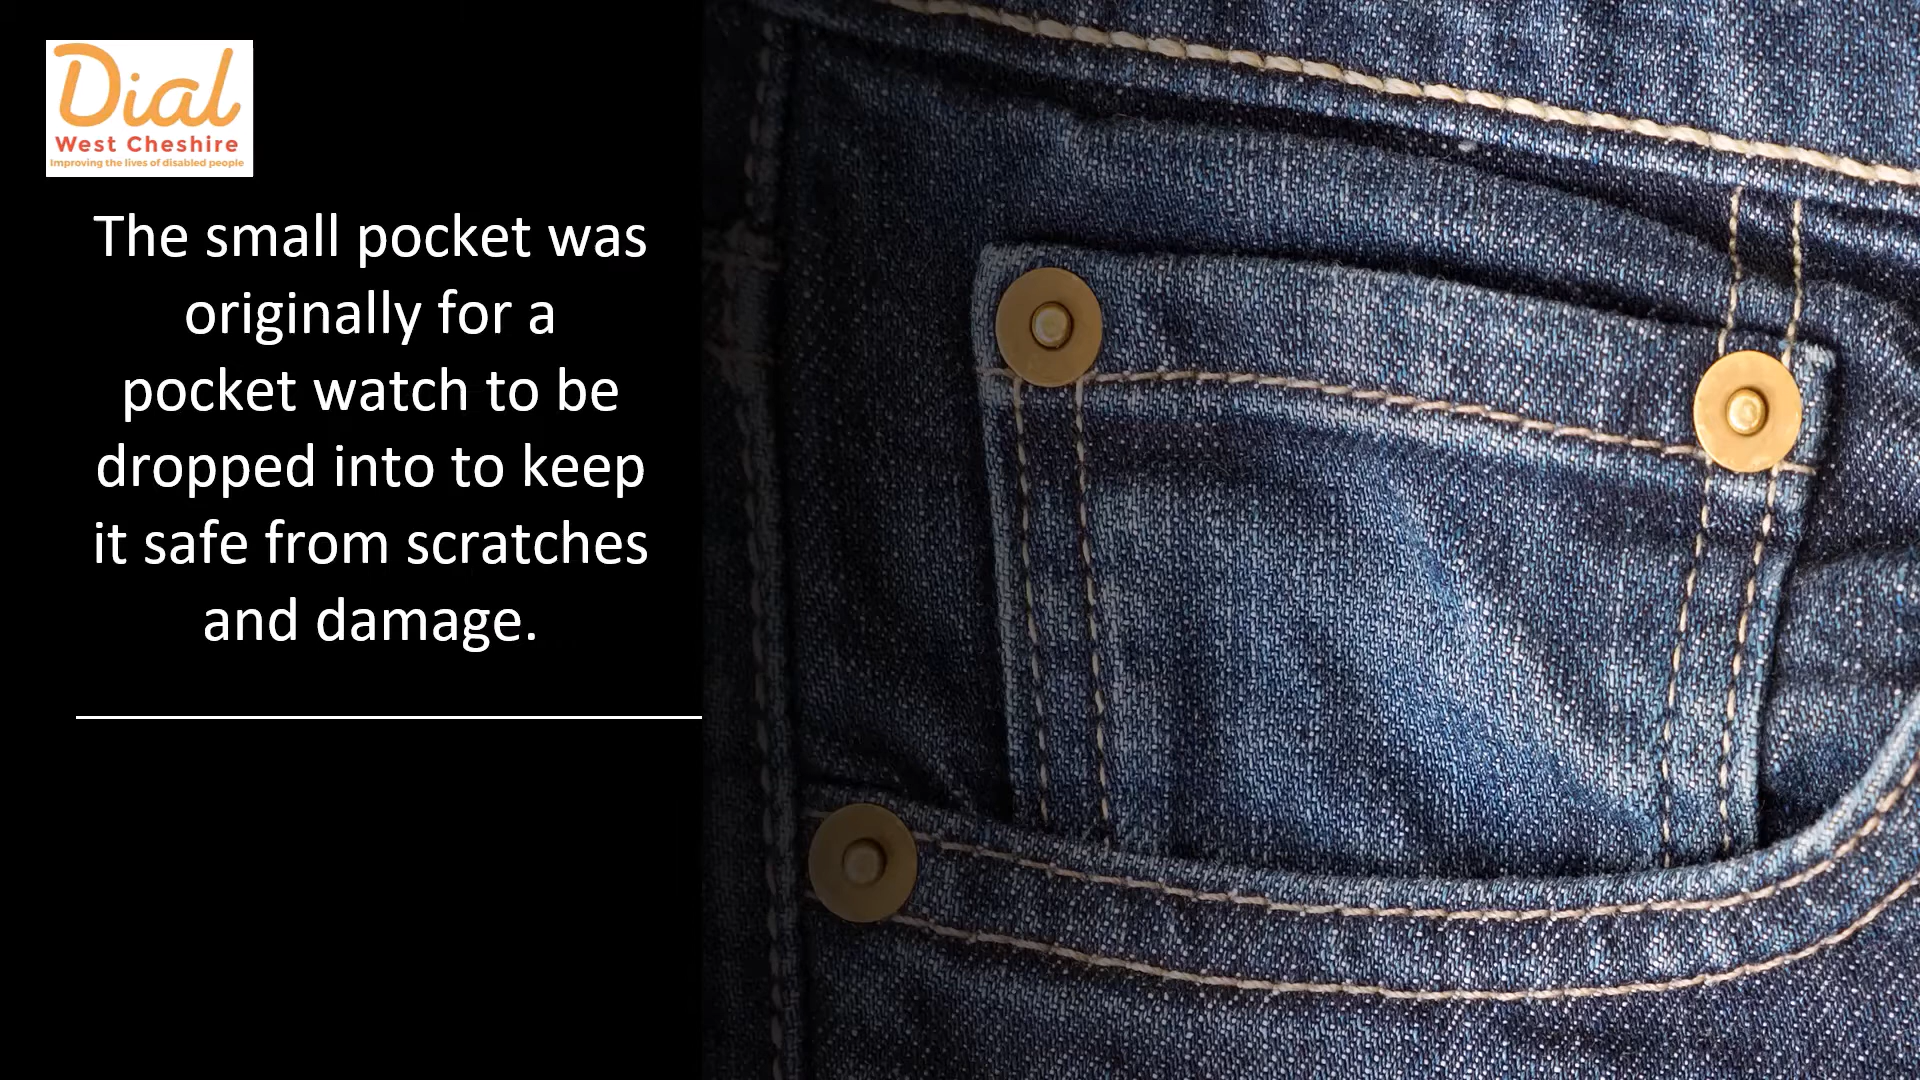 Dial
West Cheshire
Improving the lives of disabled people
The small pocket was
originally for a
pocket watch to be
dropped into to keep
it safe from scratches
and damage.